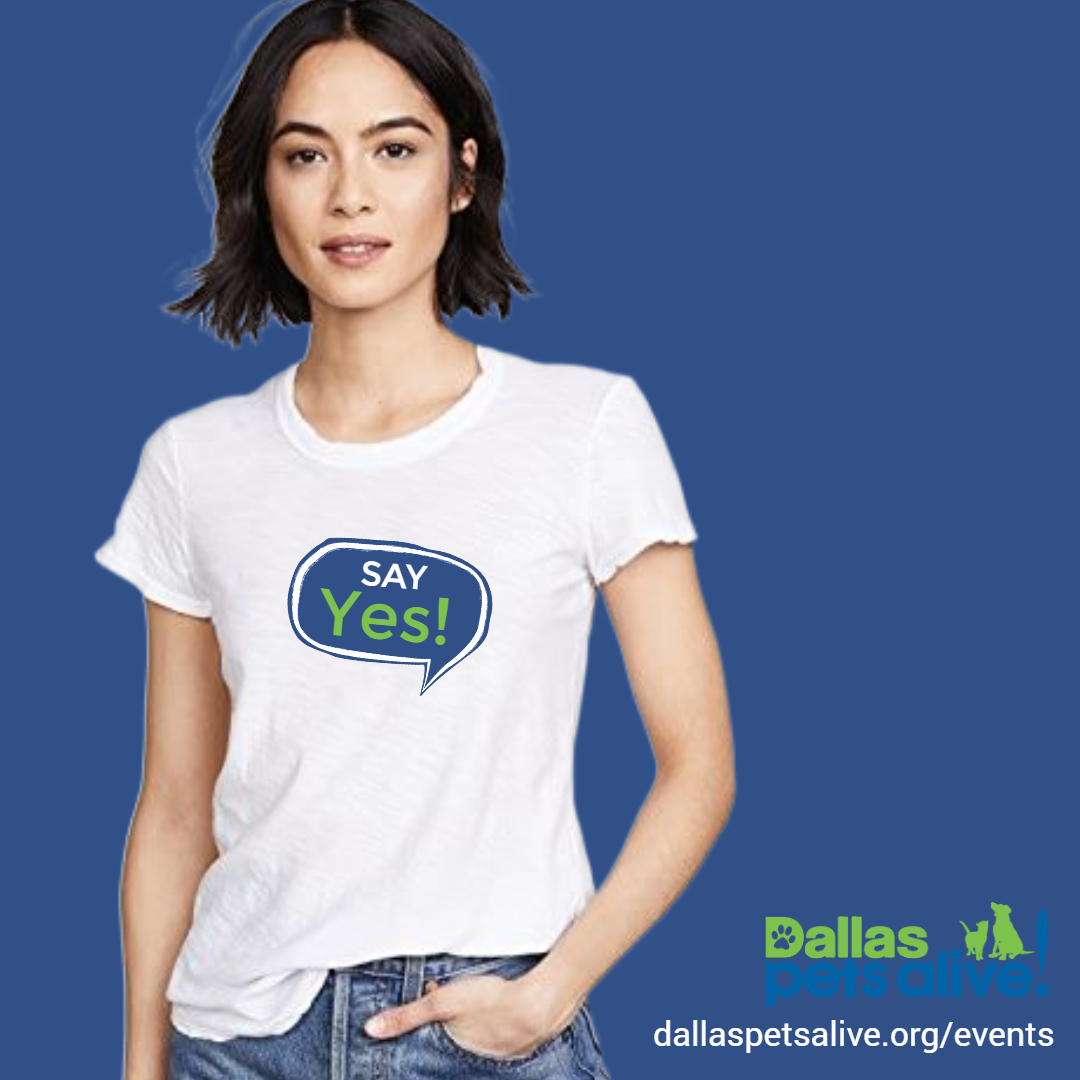 SAY
Yes!
Dallas
pets alive!
dallaspetsalive.org/events